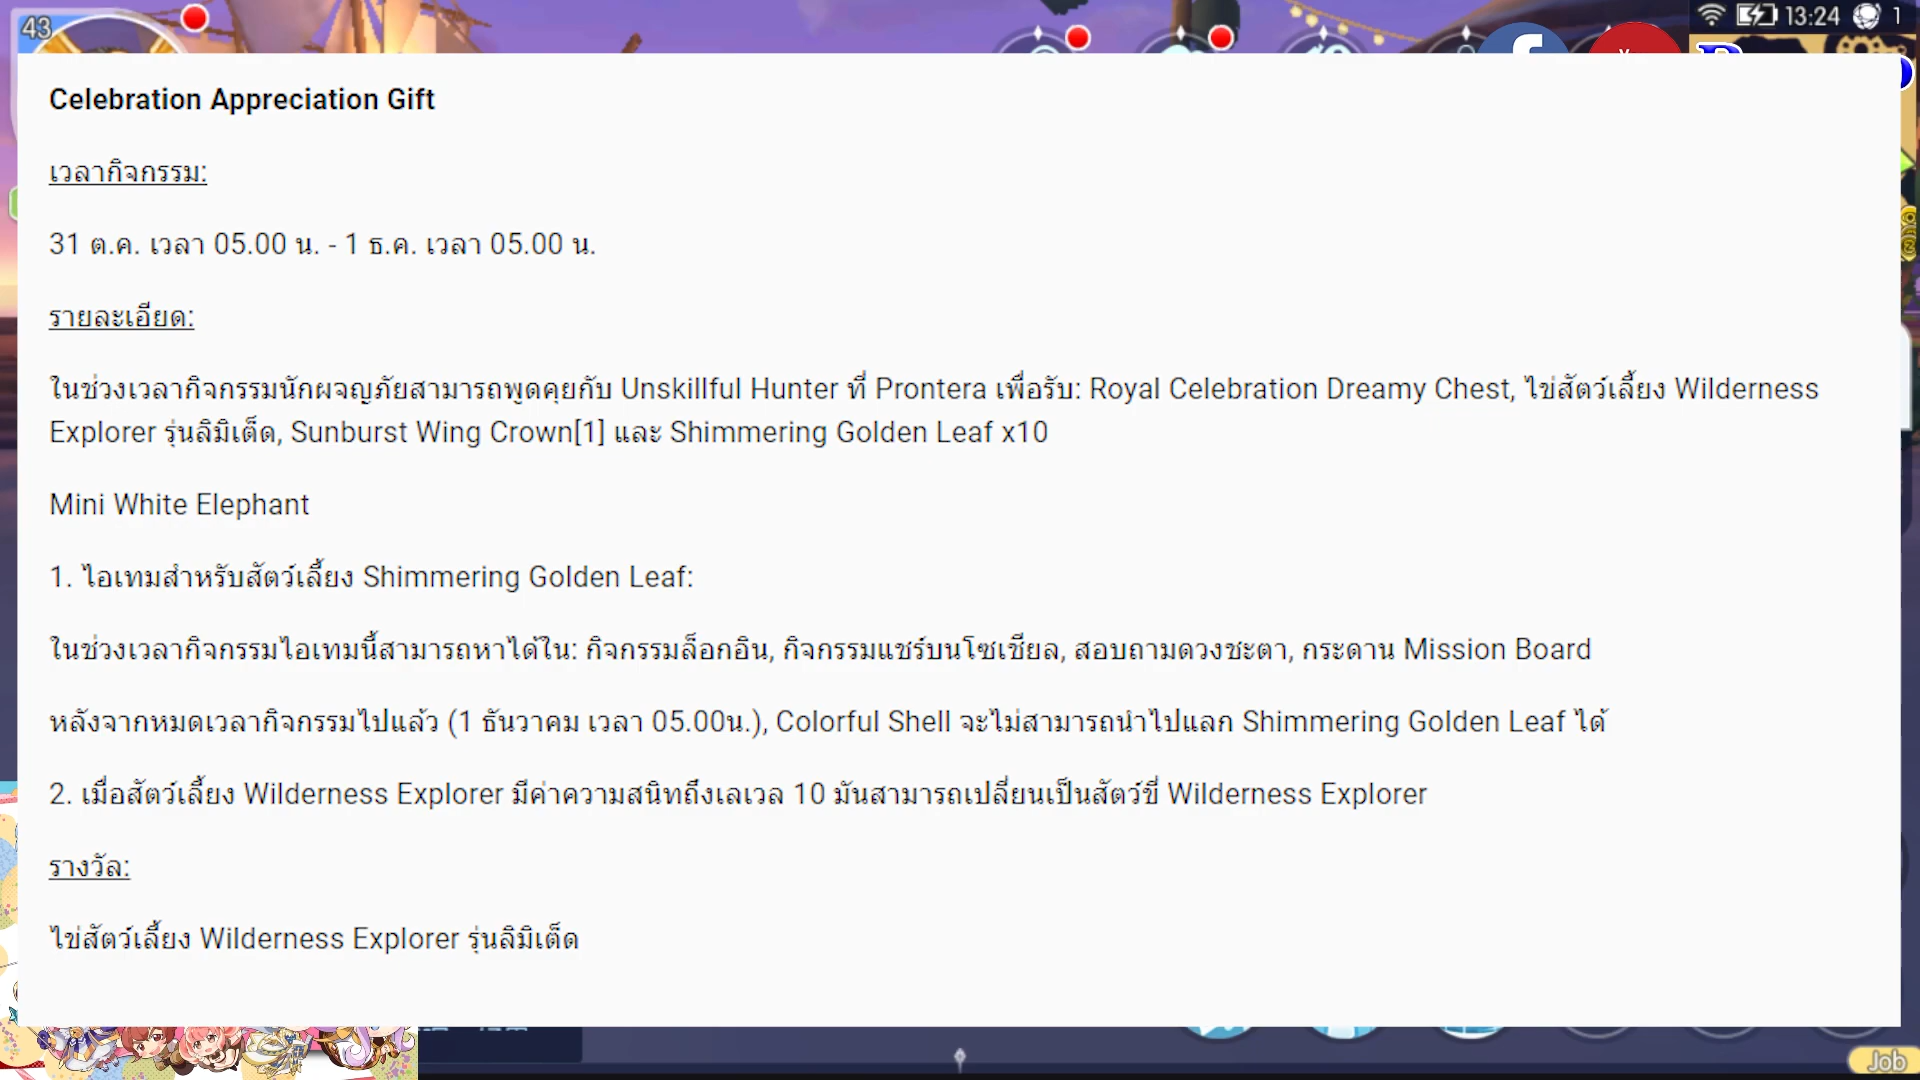 43
13:24
1
Celebration Appreciation Gift
เวลากิจกรรม:
31 ต.ค. เวลา 05.00 น. - 1 ธ.ค. เวลา 05.00 น.
รายละเอียด:
ในช่วงเวลากิจกรรมนักผจญภัยสามารถพูดคุยกับ Unskillful Hunter ที่ Prontera เพื่อรับ: Royal Celebration Dreamy Chest, ไข่สัตว์เลี้ยง Wilderness
Explorer รุ่นลิมิเต็ด, Sunburst Wing Crown[1] และ Shimmering Golden Leaf x10
Mini White Elephant
1. ไอเทมสำหรับสัตว์เลี้ยง Shimmering Golden Leaf:
ในช่วงเวลากิจกรรมไอเทมนี้สามารถหาได้ใน: กิจกรรมล็อกอิน, กิจกรรมแชร์บนโซเชียล, สอบถามดวงชะตา, กระดาน Mission Board
หลังจากหมดเวลากิจกรรมไปแล้ว (1 ธันวาคม เวลา 05.00น.), Colorful Shell จะไม่สามารถนำไปแลก Shimmering Golden Leaf ได้
2. เมื่อสัตว์เลี้ยง Wilderness Explorer มีค่าความสนิทถึงเลเวล 10 มันสามารถเปลี่ยนเป็นสัตว์ขี่ Wilderness Explorer
รางวัล:
ไข่สัตว์เลี้ยง Wilderness Explorer รุ่นลิมิเต็ด
Job